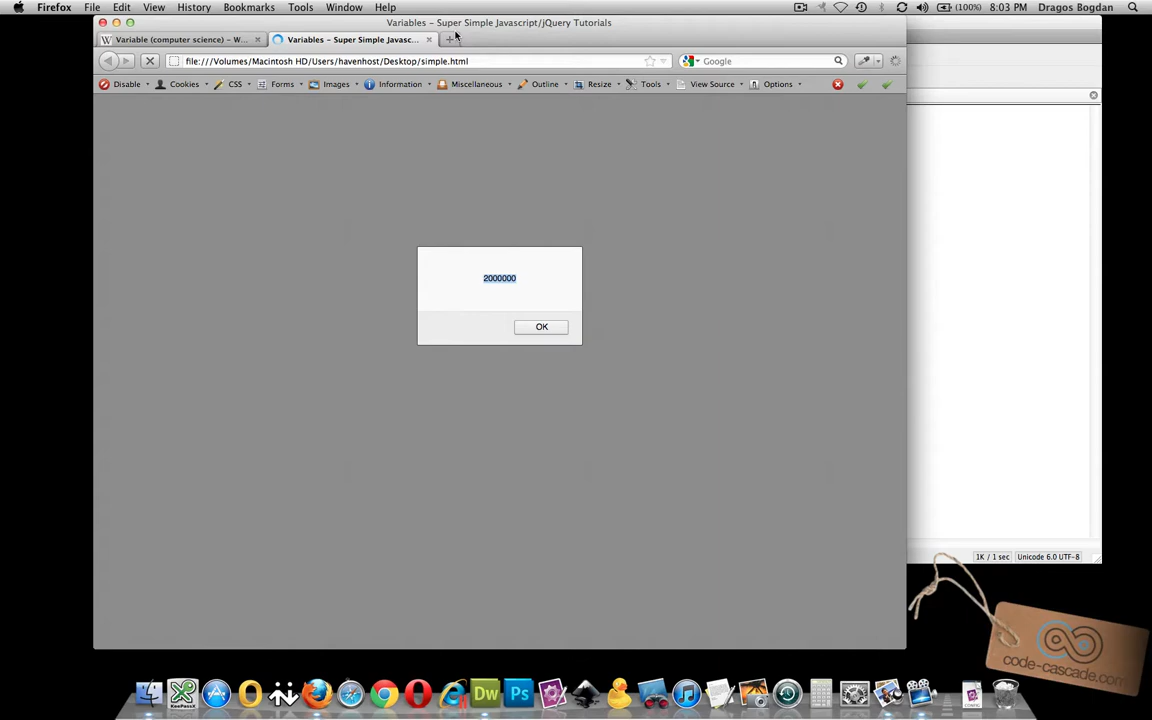 Firefox File Edit View History Bookmarks Tools Window Help (100%) 8:03 PM Dragos Bogdan
Variables – Super Simple Javascript/jQuery Tutorials
W Variable (computer science) – W... Variables – Super Simple Javasc...
file:///Volumes/Macintosh HD/Users/havenhost/Desktop/simple.html Google
Disable Cookies CSS Forms Images Information Miscellaneous Outline Resize Tools View Source Options
2000000
OK
1K / 1 sec Unicode 6.0 UTF-8
code-cascade.com
Dw Ps